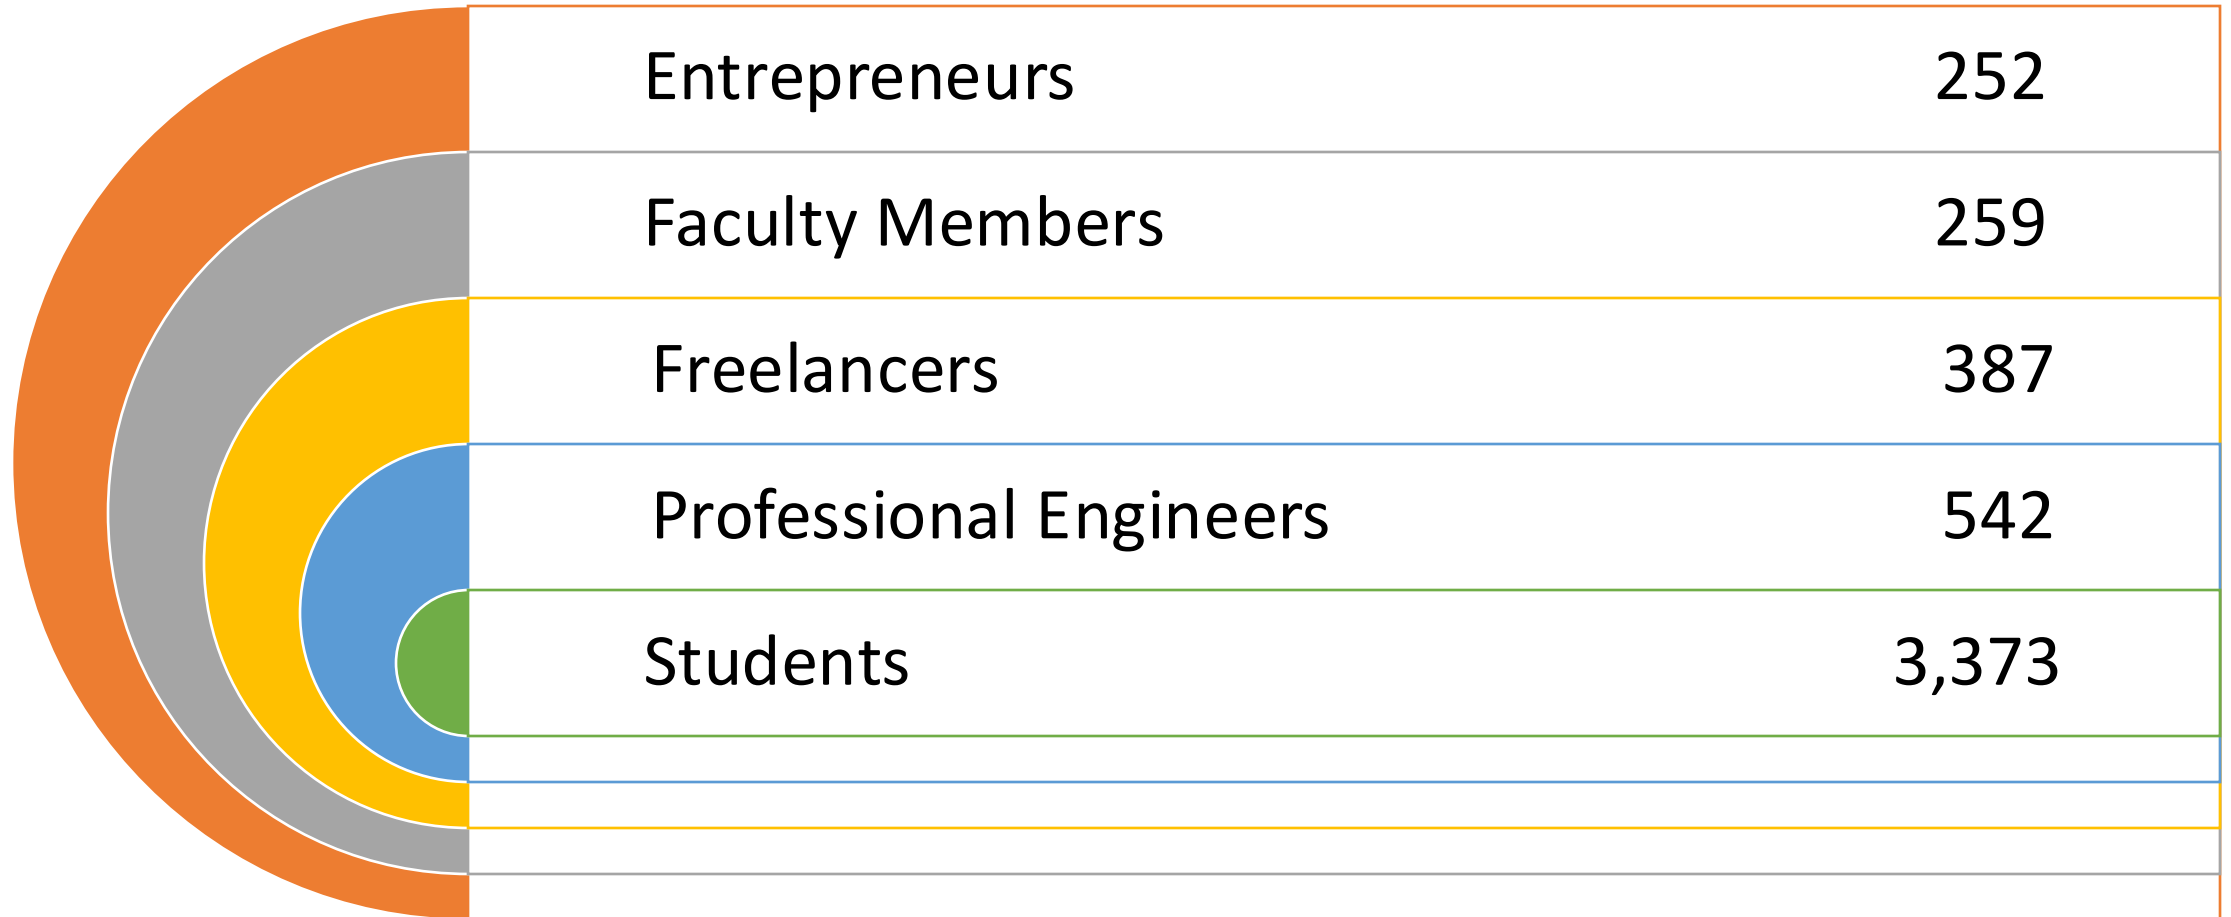 Entrepreneurs 252
Faculty Members 259
Freelancers 387
Professional Engineers 542
Students 3,373